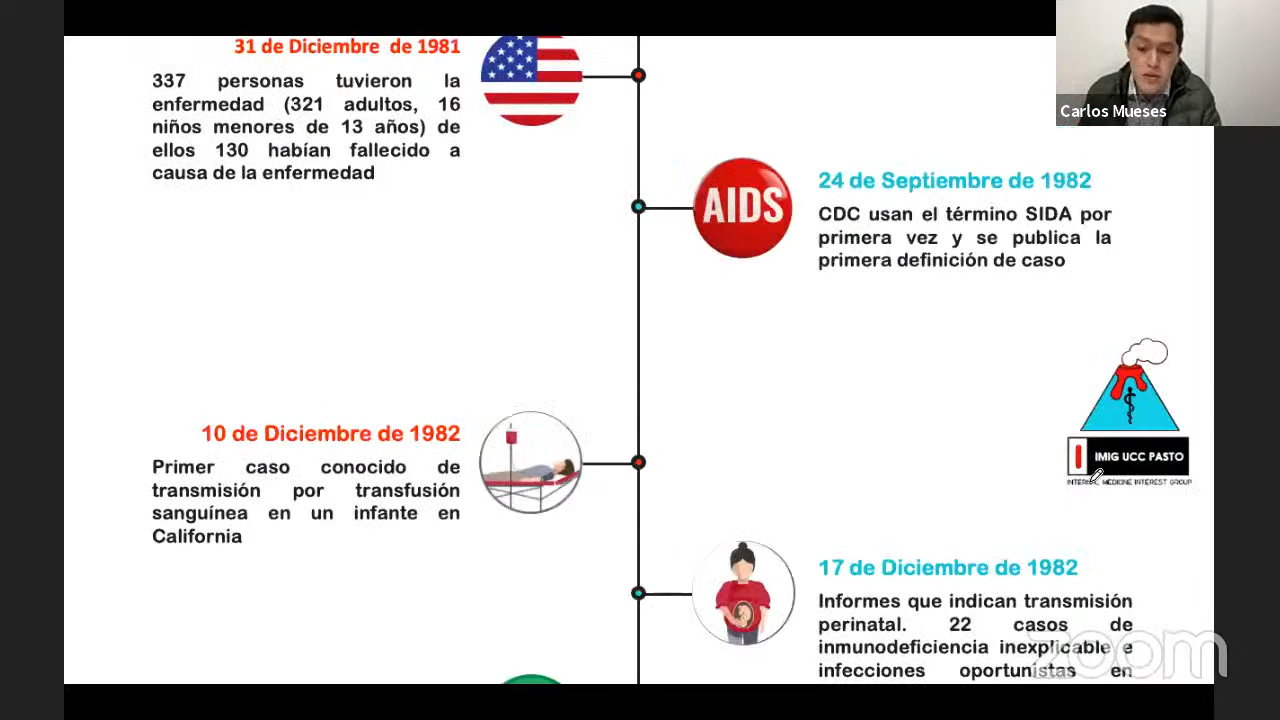 31 de Diciembre de 1981
337 personas tuvieron la
enfermedad (321 adultos, 16
niños menores de 13 años) de
ellos 130 habían fallecido a
causa de la enfermedad
Carlos Mueses
AIDS
24 de Septiembre de 1982
CDC usan el término SIDA por
primera vez y se publica la
primera definición de caso
IMIG UCC PASTO
INTERNAL MEDICINE INTEREST GROUP
10 de Diciembre de 1982
Primer caso conocido de
transmisión por transfusión
sanguínea en un infante en
California
17 de Diciembre de 1982
Informes que indican transmisión
perinatal. 22 casos de
inmunodeficiencia inexplicable e
infecciones oportunistas en
zoom